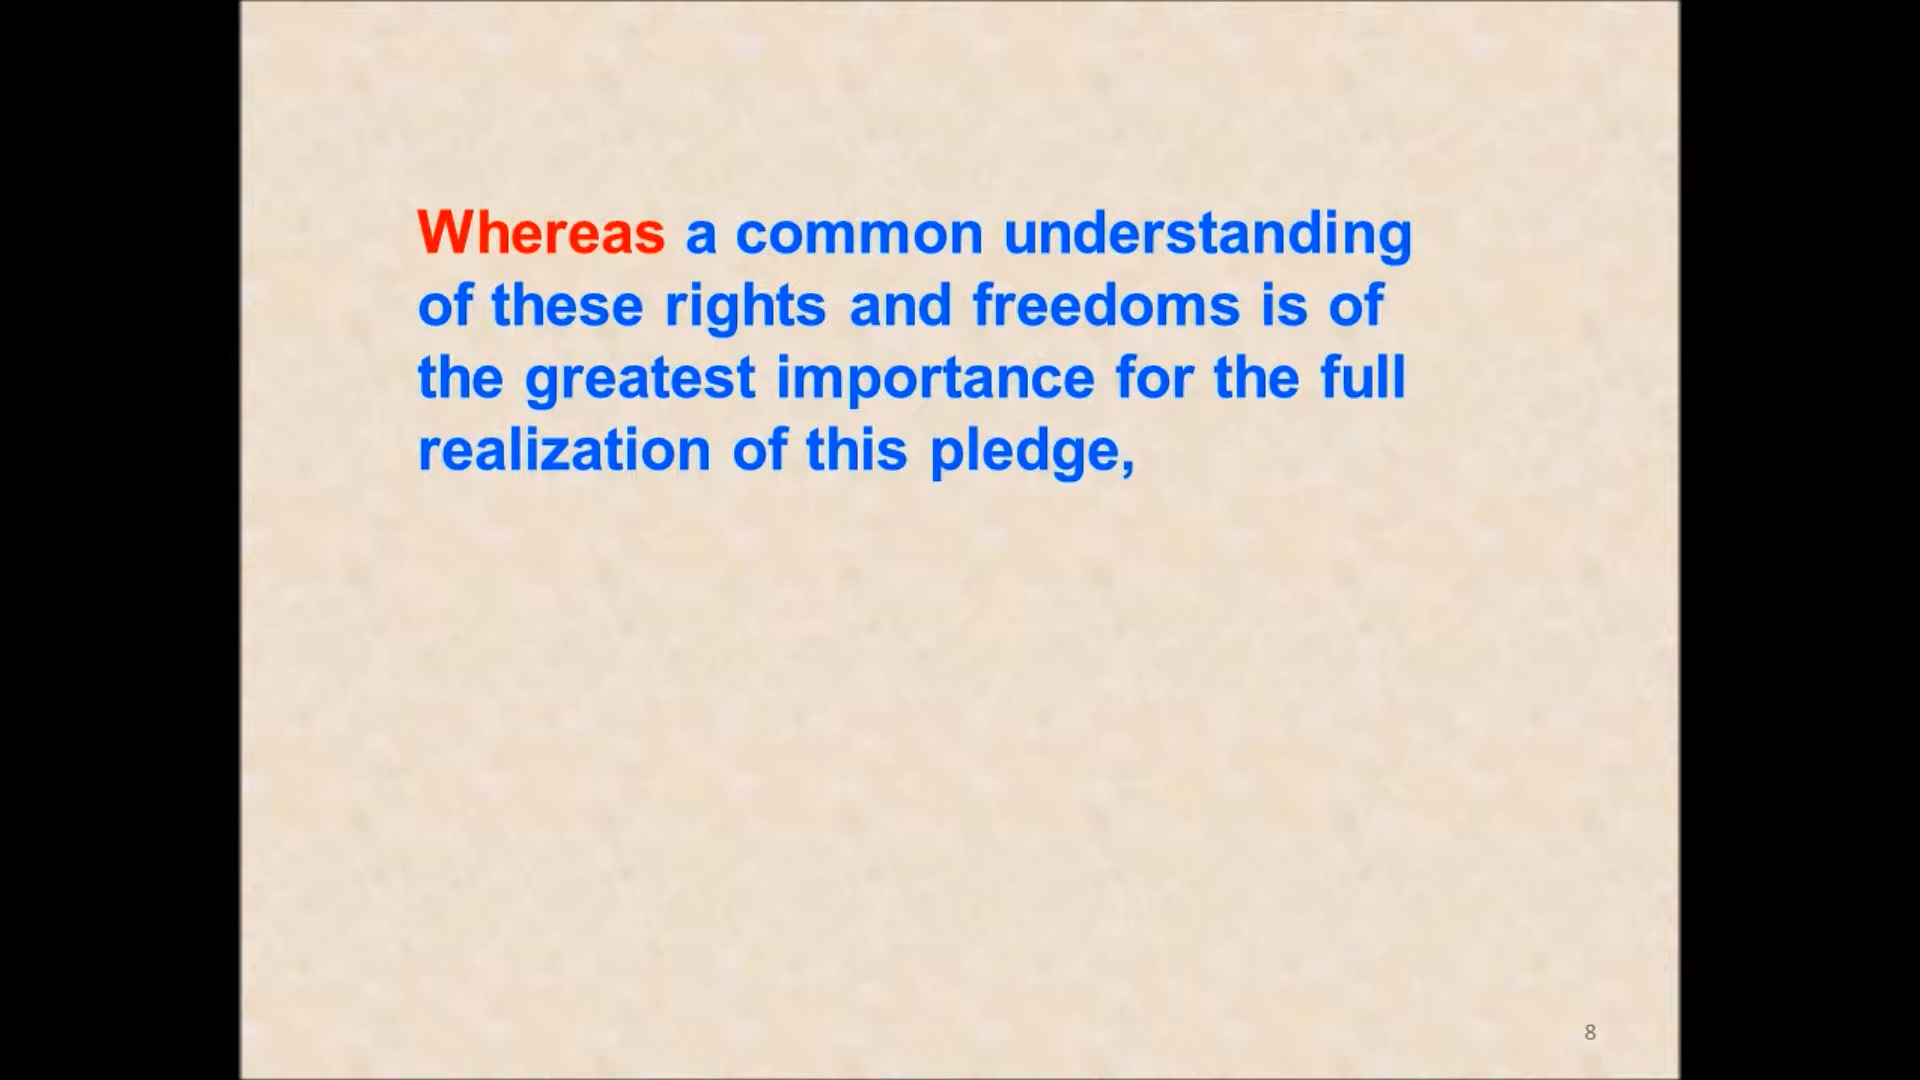 Whereas a common understanding
of these rights and freedoms is of
the greatest importance for the full
realization of this pledge,
8